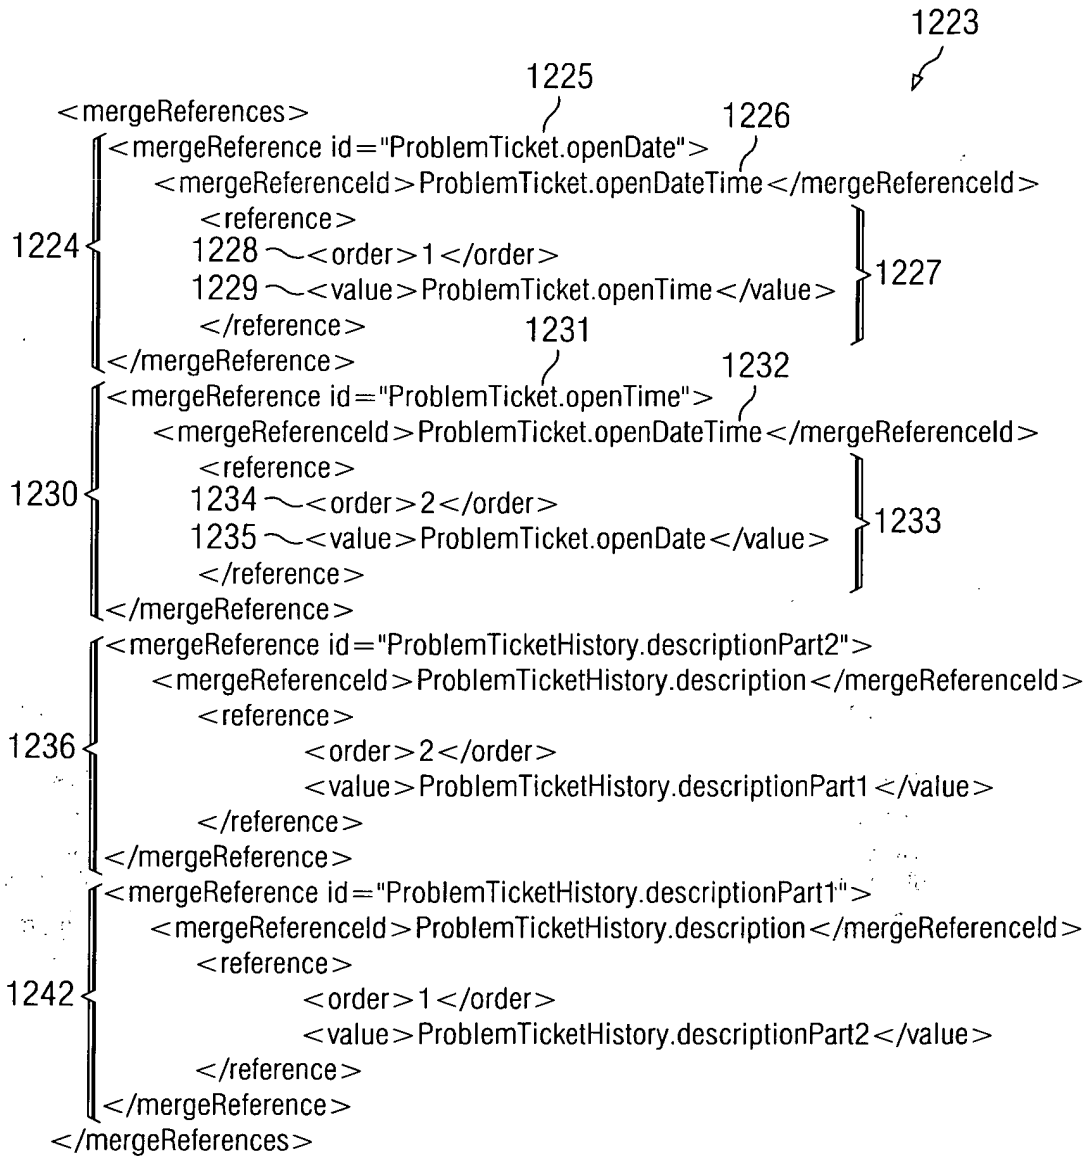 1223
1225
<mergeReferences>
1226
<mergeReference id="ProblemTicket.openDate">
<mergeReferenceId>ProblemTicket.openDateTime</mergeReferenceId>
<reference>
1224 1228 <order>1</order>
1227
1229 <value>ProblemTicket.openTime</value>
</reference>
1231
</mergeReference>
1232
<mergeReference id="ProblemTicket.openTime">
<mergeReferenceId>ProblemTicket.openDateTime</mergeReferenceId>
<reference>
1230 1234 <order>2</order>
1233
1235 <value>ProblemTicket.openDate</value>
</reference>
</mergeReference>
<mergeReference id="ProblemTicketHistory.descriptionPart2">
<mergeReferenceId>ProblemTicketHistory.description</mergeReferenceId>
<reference>
1236 <order>2</order>
<value>ProblemTicketHistory.descriptionPart1</value>
</reference>
</mergeReference>
<mergeReference id="ProblemTicketHistory.descriptionPart1">
<mergeReferenceId>ProblemTicketHistory.description</mergeReferenceId>
<reference>
1242 <order>1</order>
<value>ProblemTicketHistory.descriptionPart2</value>
</reference>
</mergeReference>
</mergeReferences>